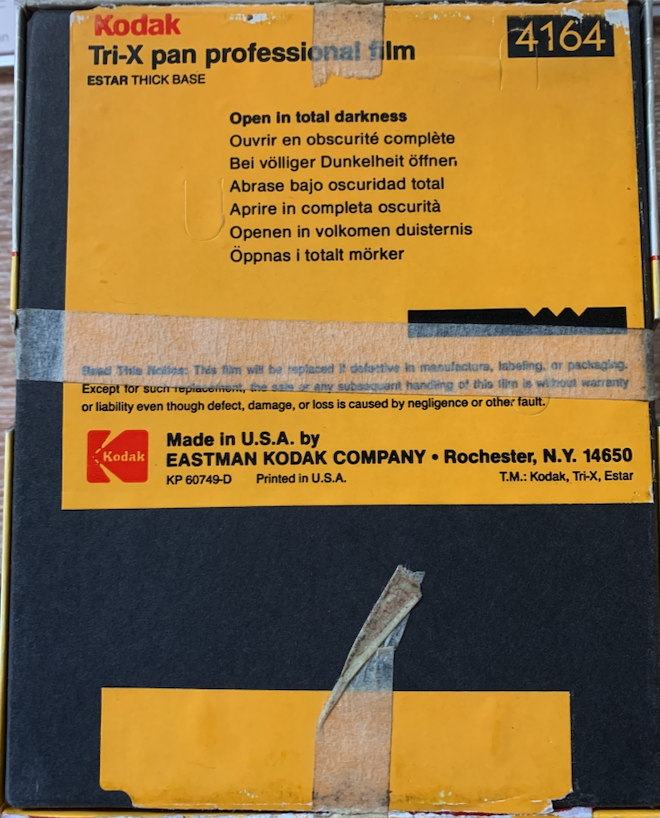 Kodak
Tri-X pan professional film
4164
ESTAR THICK BASE
Open in total darkness
Ouvrir en obscurité complète
Bei völliger Dunkelheit öffnen
Abrase bajo oscuridad total
Aprire in completa oscurità
Openen in volkomen duisternis
Öppnas i totalt mörker
Read This Notice: This film will be replaced if defective in manufacture, labeling, or packaging.
Except for such replacement, the sale or any subsequent handling of this film is without warranty
or liability even though defect, damage, or loss is caused by negligence or other fault.
Kodak
Made in U.S.A. by
EASTMAN KODAK COMPANY • Rochester, N.Y. 14650
KP 60749-D Printed in U.S.A. T.M.: Kodak, Tri-X, Estar